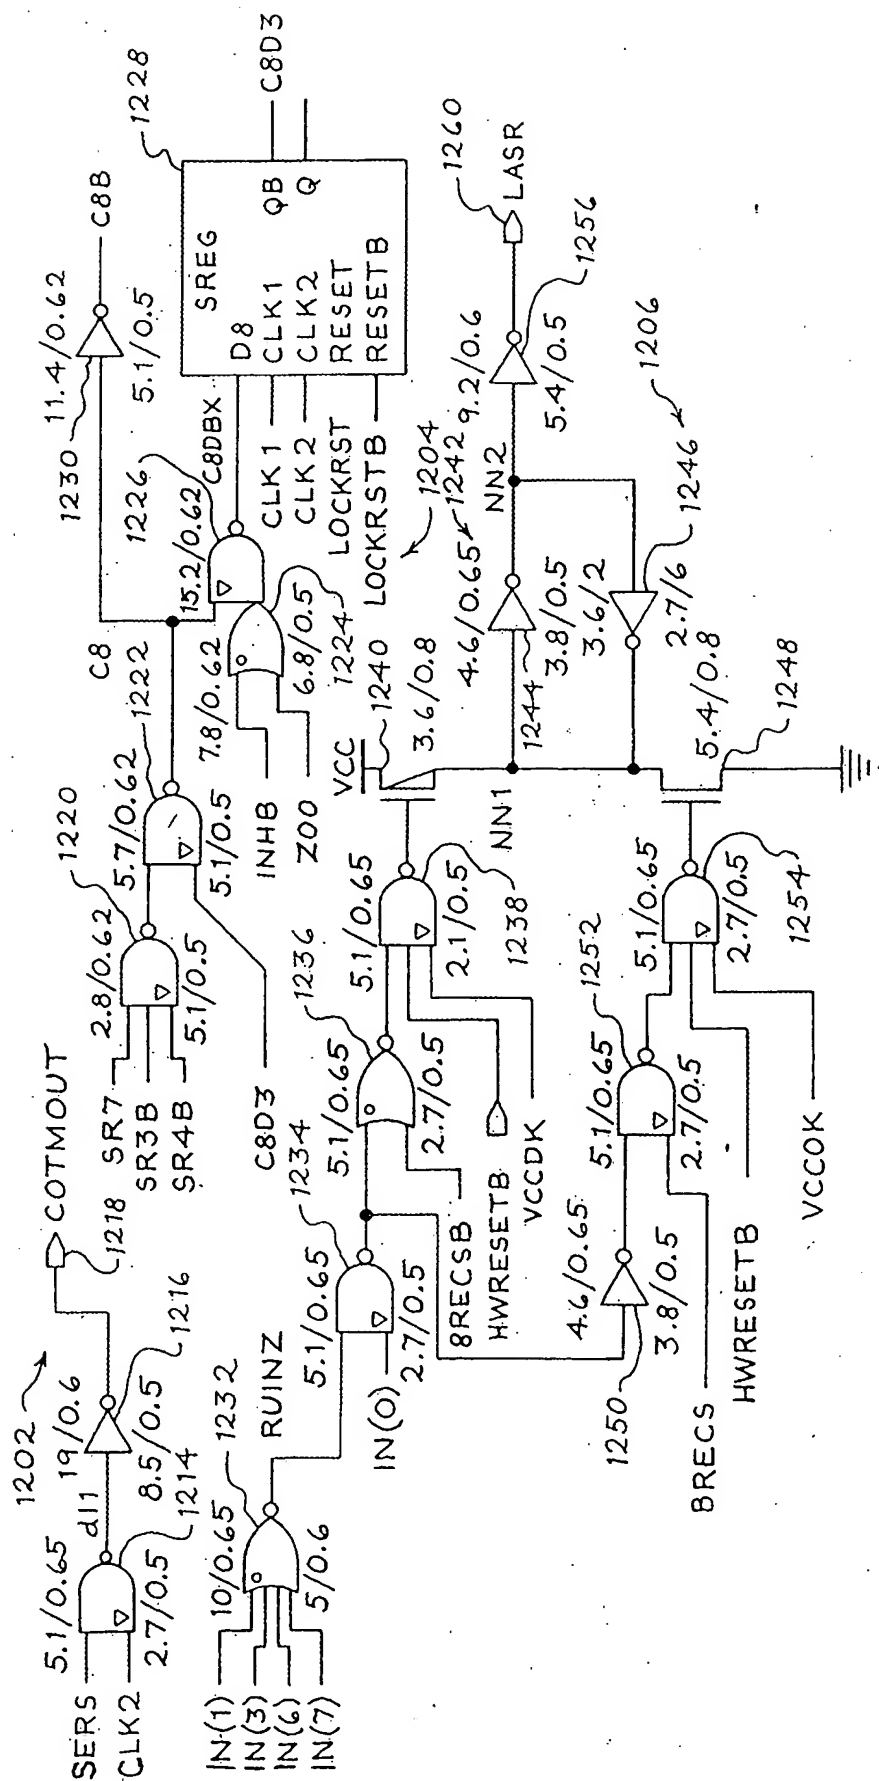 1202
SERS
CLK2
5.1/0.65
2.7/0.5
1214
d11
19/0.6
8.5/0.5
1216
1218
COTMOUT
SR7
SR3B
SR4B
2.8/0.62
5.1/0.5
1220
C8D3
5.7/0.62
5.1/0.5
1222
C8
1230
11.4/0.62
5.1/0.5
C8B
INHB
ZOO
7.8/0.62
6.8/0.5
1224
15.2/0.62
1226
C8DBX
CLK1
CLK2
LOCKRST
LOCKRSTB
SREG
D8
CLK1
CLK2
RESET
RESETB
QB
Q
1228
C8D3
1204
IN(1)
IN(3)
IN(6)
IN(7)
10/0.65
5/0.6
1232
RUINZ
IN(0)
5.1/0.65
2.7/0.5
1234
5.1/0.65
2.7/0.5
1236
8RECSB
HWRESETB
VCCDK
5.1/0.65
2.1/0.5
1238
VCC
1240
3.6/0.8
NN1
4.6/0.65
1242
3.8/0.5
1244
NN2
3.6/2
2.7/6
1246
9.2/0.6
5.4/0.5
1256
1260
LASR
1206
4.6/0.65
3.8/0.5
1250
BRECS
5.1/0.65
2.7/0.5
1252
HWRESETB
VCCOK
5.1/0.65
2.7/0.5
1254
5.4/0.8
1248